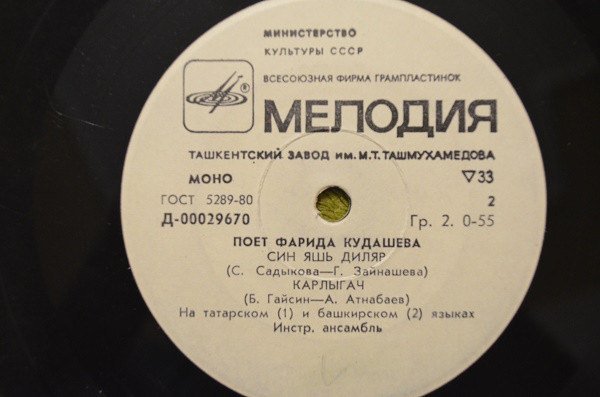 МИНИСТЕРСТВО
КУЛЬТУРЫ СССР
ВСЕСОЮЗНАЯ ФИРМА ГРАМПЛАСТИНОК
МЕЛОДИЯ
ТАШКЕНТСКИЙ ЗАВОД ИМ. М.Т. ТАШМУХАМЕДОВА
МОНО ▽33
ГОСТ 5289-80 2
Д-00029670 Гр. 2. 0-55
ПОЕТ ФАРИДА КУДАШЕВА
СИН ЯШЬ ДИЛЯР
(С. Садыкова—Г. Зайнашева)
КАРЛЫГАЧ
(Б. Гайсин—А. Атнабаев)
На татарском (1) и башкирском (2) языках
Инстр. ансамбль